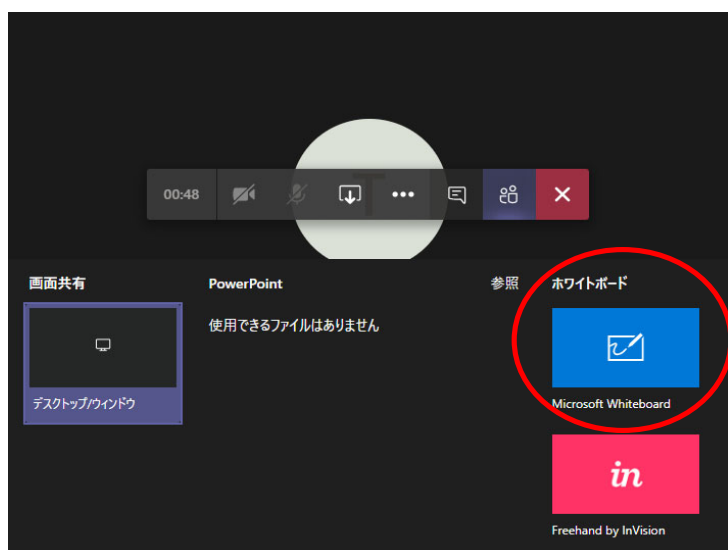 00:48
画面共有
PowerPoint
参照
ホワイトボード
使用できるファイルはありません
デスクトップ/ウィンドウ
Microsoft Whiteboard
in
Freehand by InVision